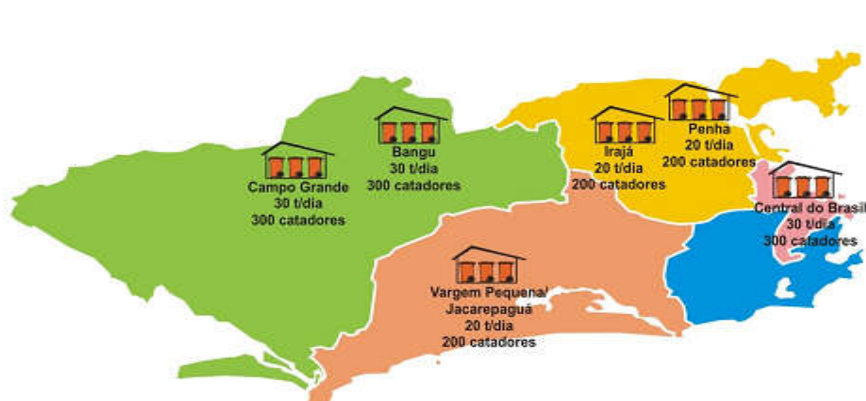 Campo Grande
30 t/dia
300 catadores
Bangu
30 t/dia
300 catadores
Irajá
20 t/dia
200 catadores
Penha
20 t/dia
200 catadores
Central do Brasil
30 t/dia
300 catadores
Vargem Pequena/
Jacarepaguá
20 t/dia
200 catadores